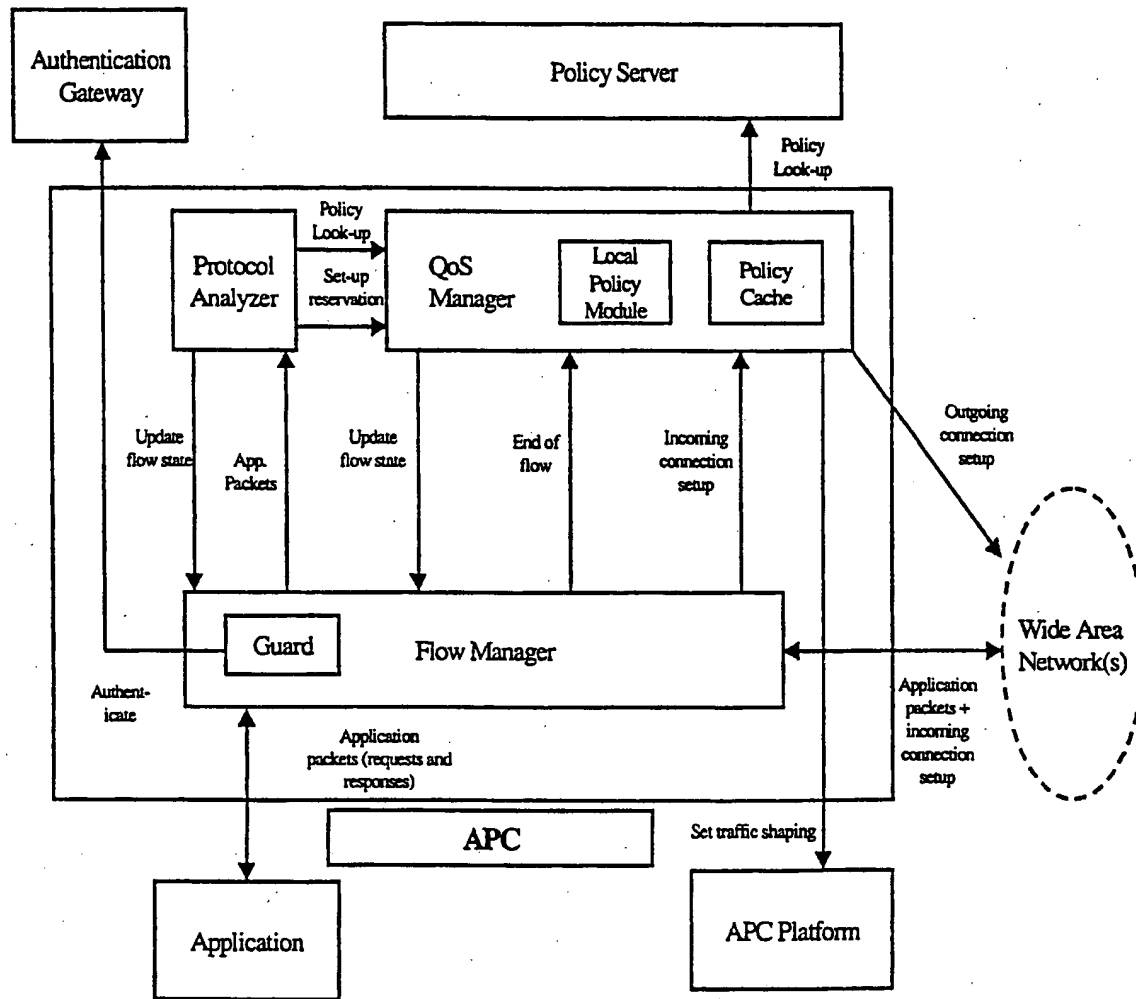 Authentication
Gateway
Policy Server
Policy
Look-up
Policy
Look-up
Set-up
reservation
Protocol
Analyzer
QoS
Manager
Local
Policy
Module
Policy
Cache
Update
flow state
App.
Packets
Update
flow state
End of
flow
Incoming
connection
setup
Outgoing
connection
setup
Guard
Flow Manager
Wide Area
Network(s)
Authent-
icate
Application
packets (requests and
responses)
Application
packets +
incoming
connection
setup
APC
Set traffic shaping
Application
APC Platform